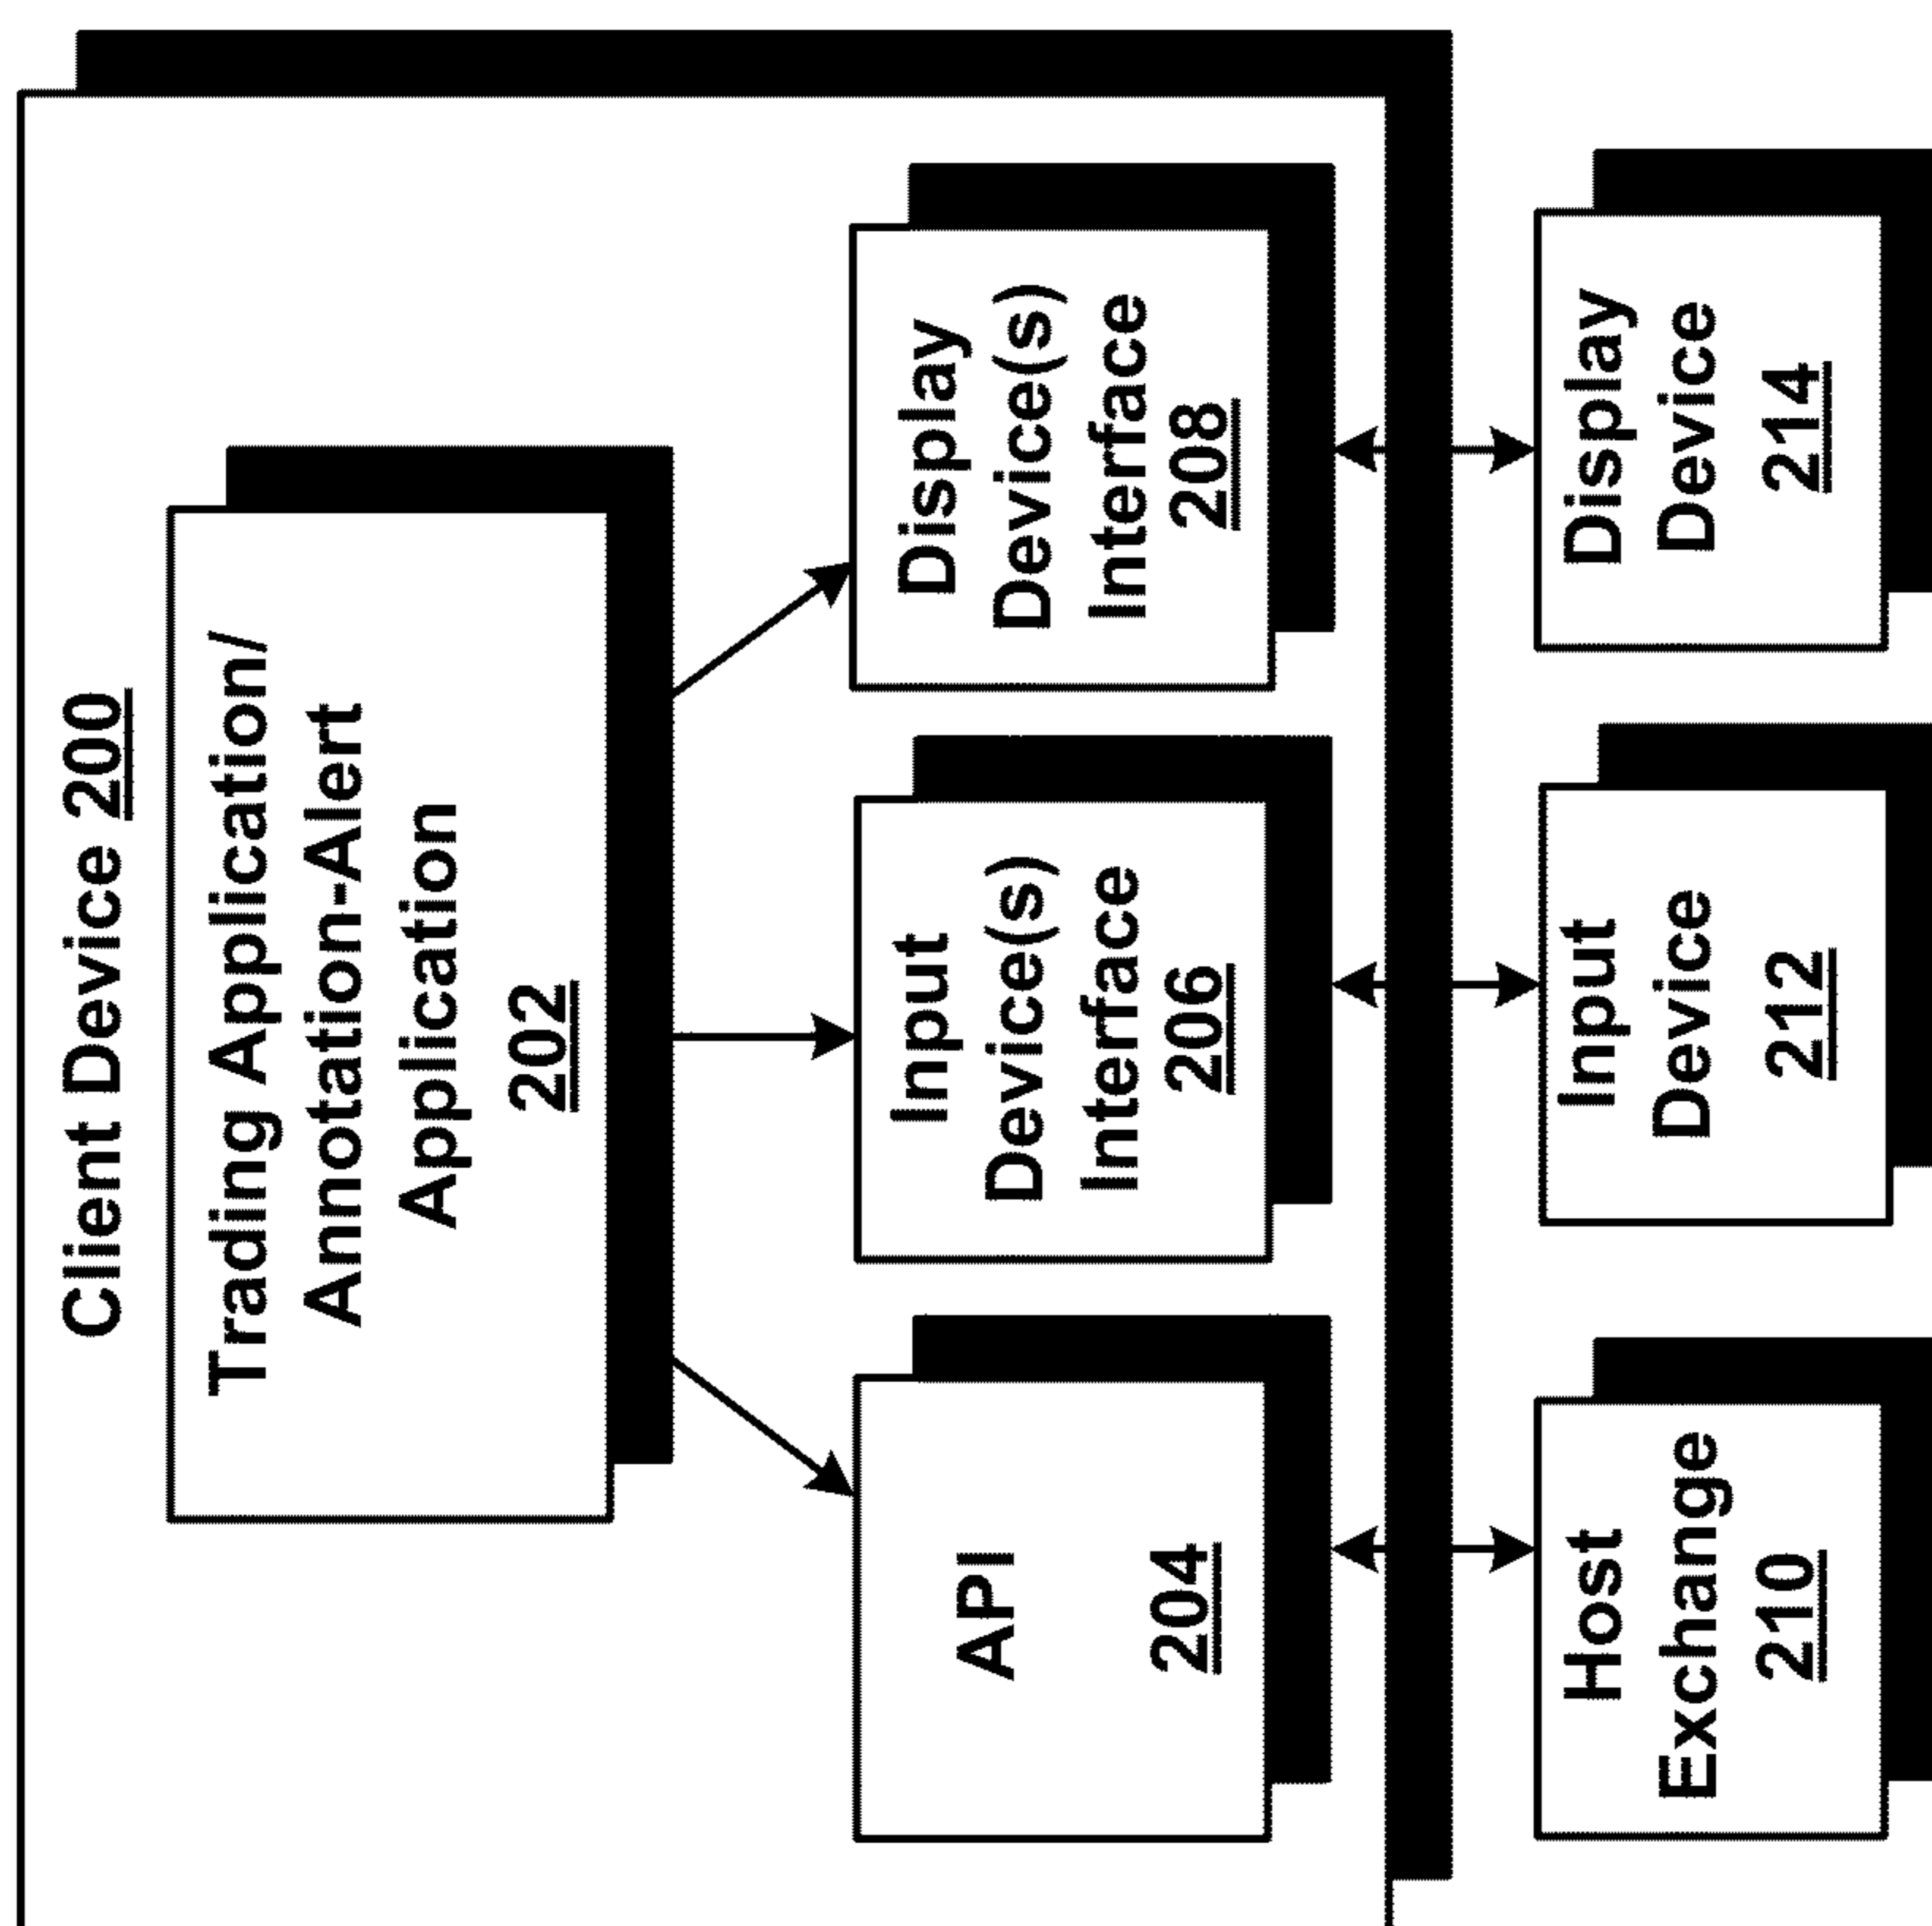 Client Device 200
Trading Application/
Annotation-Alert
Application
202
API
204
Input
Device(s)
Interface
206
Display
Device(s)
Interface
208
Host
Exchange
210
Input
Device
212
Display
Device
214